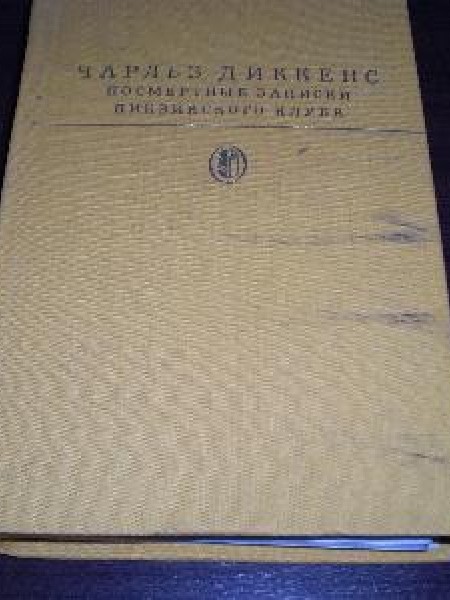 ЧАРЛЬЗ ДИККЕНС
ПОСМЕРТНЫЕ ЗАПИСКИ
ПИКВИКСКОГО КЛУБА